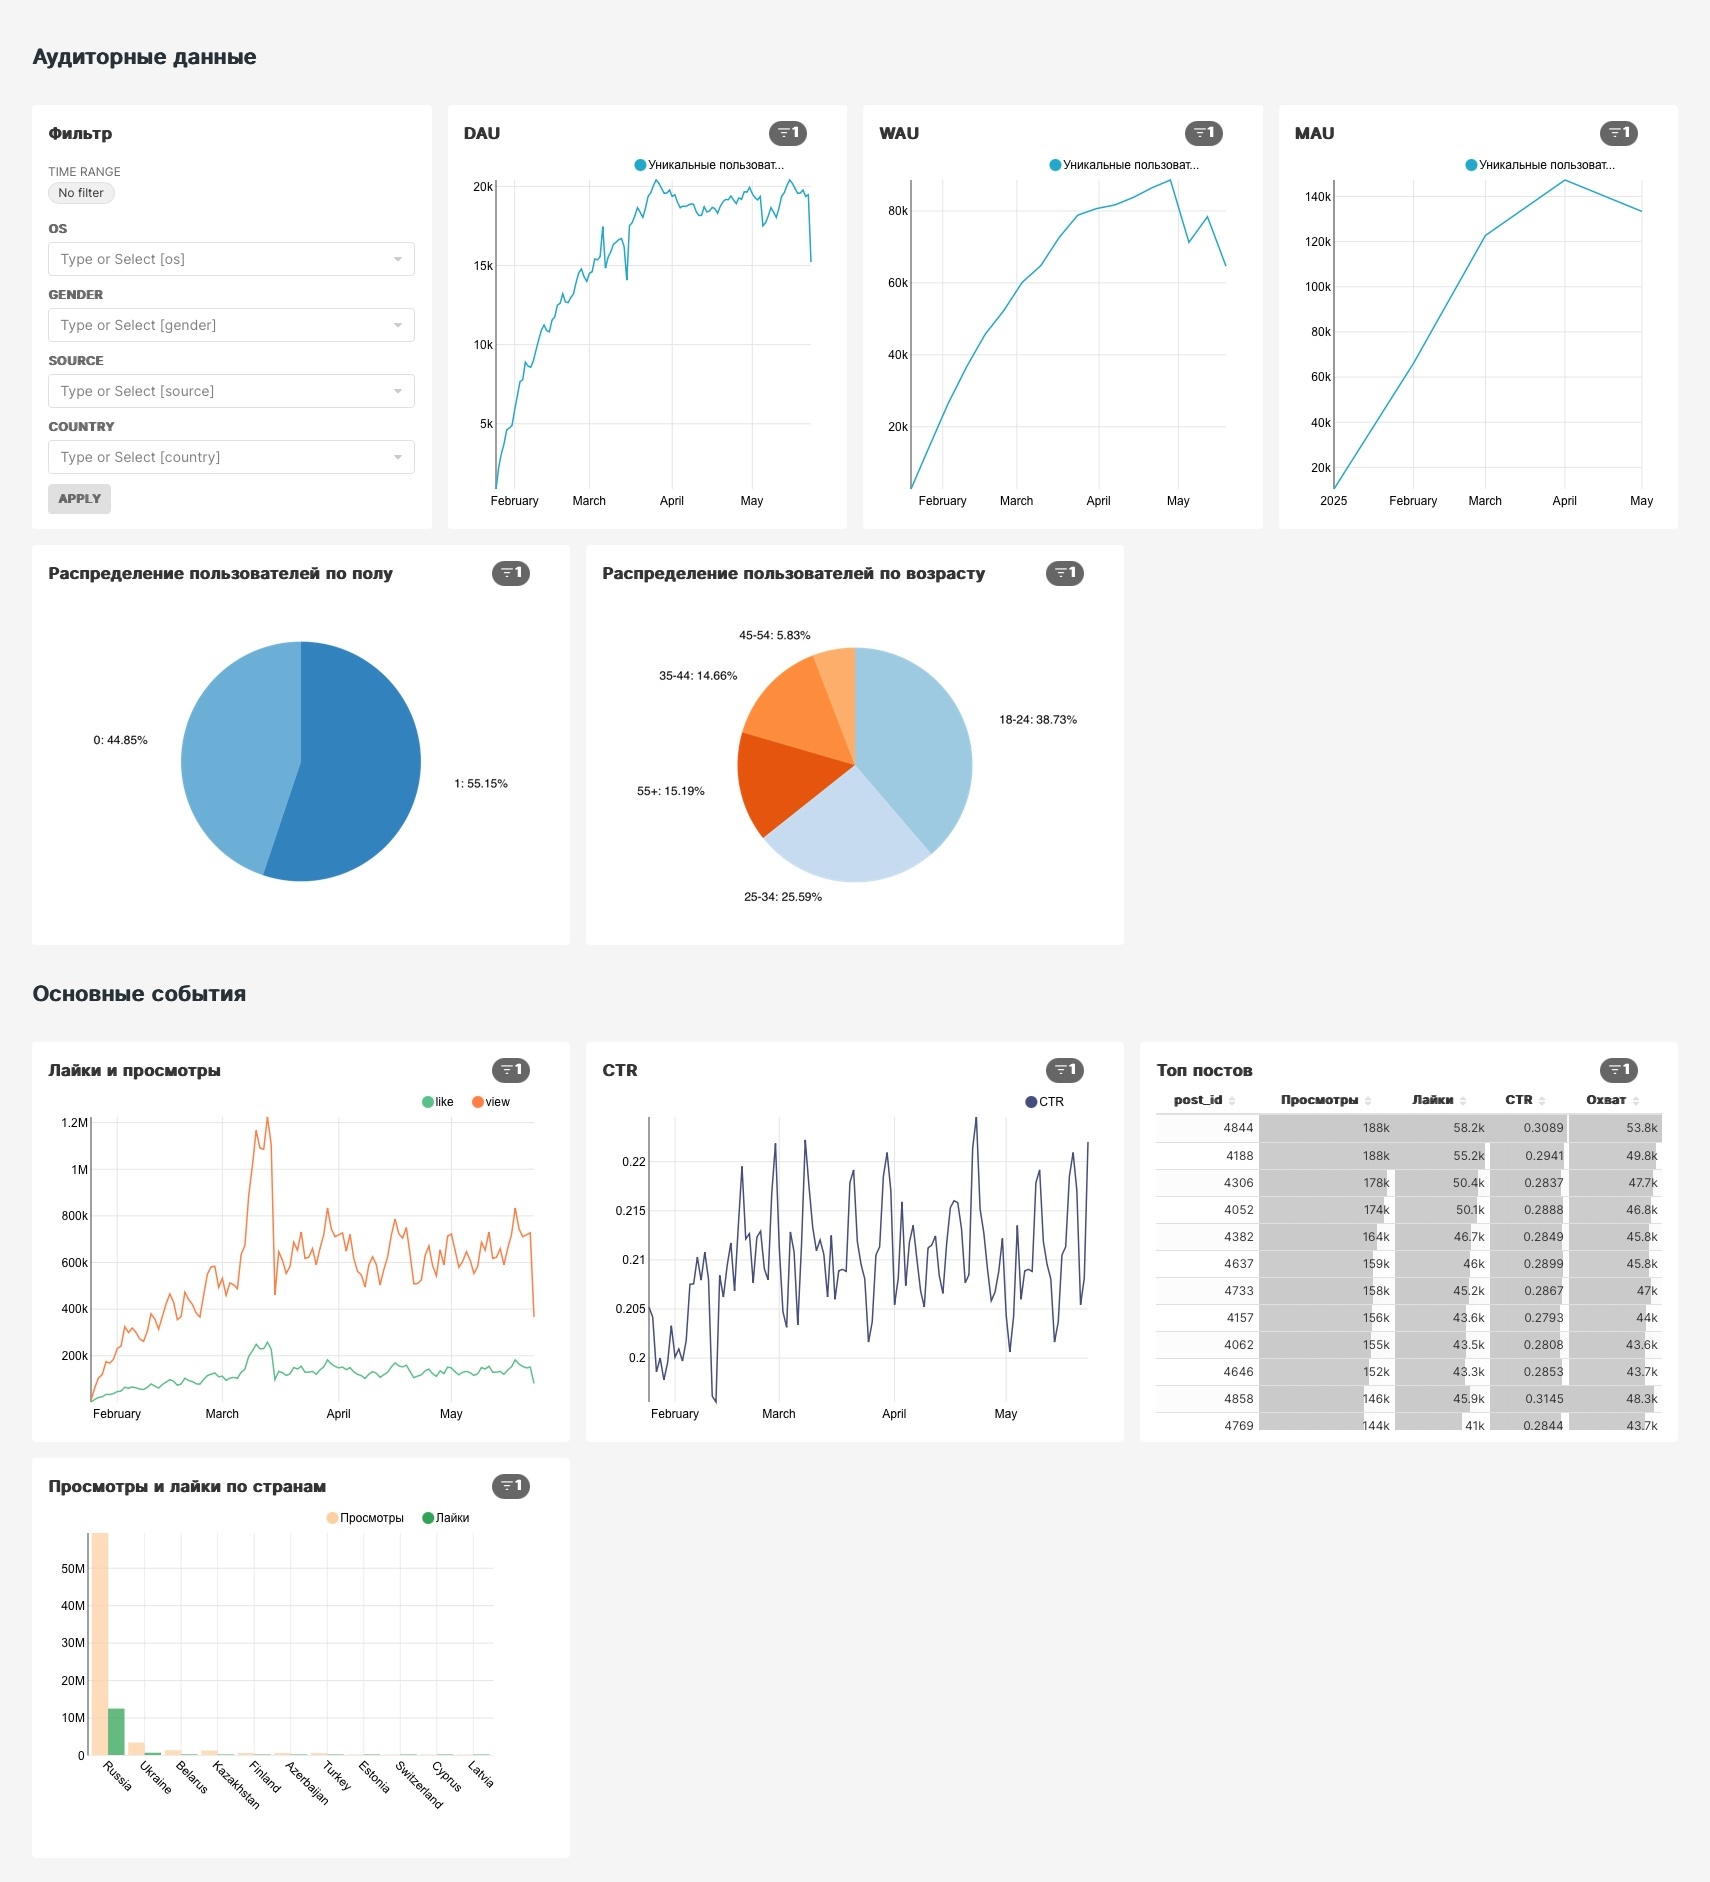 Аудиторные данные
Фильтр
TIME RANGE
No filter
OS
Type or Select [os]
GENDER
Type or Select [gender]
SOURCE
Type or Select [source]
COUNTRY
Type or Select [country]
APPLY
DAU
1
Уникальные пользоват...
20k
15k
10k
5k
February March April May
WAU
1
Уникальные пользоват...
80k
60k
40k
20k
February March April May
MAU
1
Уникальные пользоват...
140k
120k
100k
80k
60k
40k
20k
2025 February March April May
Распределение пользователей по полу
1
0: 44.85%
1: 55.15%
Распределение пользователей по возрасту
1
45-54: 5.83%
35-44: 14.66%
18-24: 38.73%
55+: 15.19%
25-34: 25.59%
Основные события
Лайки и просмотры
1
like view
1.2M
1M
800k
600k
400k
200k
February March April May
CTR
1
CTR
0.22
0.215
0.21
0.205
0.2
February March April May
Топ постов
1
post_id Просмотры Лайки CTR Охват
4844 188k 58.2k 0.3089 53.8k
4188 188k 55.2k 0.2941 49.8k
4306 178k 50.4k 0.2837 47.7k
4052 174k 50.1k 0.2888 46.8k
4382 164k 46.7k 0.2849 45.8k
4637 159k 46k 0.2899 45.8k
4733 158k 45.2k 0.2867 47k
4157 156k 43.6k 0.2793 44k
4062 155k 43.5k 0.2808 43.6k
4646 152k 43.3k 0.2853 43.7k
4858 146k 45.9k 0.3145 48.3k
4769 144k 41k 0.2844 43.7k
Просмотры и лайки по странам
1
Просмотры Лайки
50M
40M
30M
20M
10M
0
Russia Ukraine Belarus Kazakhstan Finland Azerbaijan Turkey Estonia Switzerland Cyprus Latvia